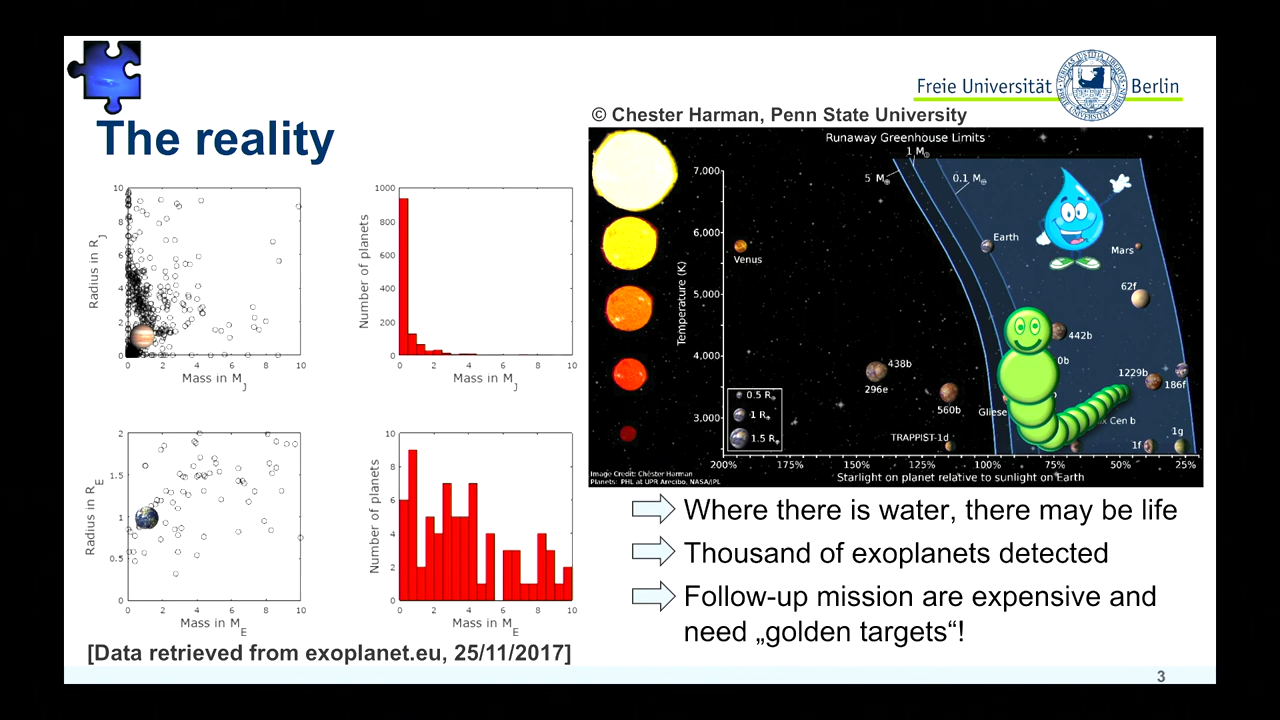 Freie Universität Berlin
The reality
© Chester Harman, Penn State University
10
8
6
4
2
0
Radius in R_J
0 2 4 6 8 10
Mass in M_J
1000
800
600
400
200
0
Number of planets
0 2 4 6 8 10
Mass in M_J
2
1.5
1
0.5
0
Radius in R_E
0 2 4 6 8 10
Mass in M_E
10
8
6
4
2
0
Number of planets
0 2 4 6 8 10
Mass in M_E
[Data retrieved from exoplanet.eu, 25/11/2017]
Runaway Greenhouse Limits
1 M⊕
5 M⊕
0.1 M⊕
7,000
6,000
5,000
4,000
3,000
Temperature (K)
Earth
Venus
Mars
62f
442b
0b
438b
296e
1229b
186f
560b
Gliese
Cen b
TRAPPIST-1d
1f
1g
0.5 R⊕
1 R⊕
1.5 R⊕
200% 175% 150% 125% 100% 75% 50% 25%
Starlight on planet relative to sunlight on Earth
Image Credit: Chester Harman
Planets: PHL at UPR Arecibo, NASA/JPL
Where there is water, there may be life
Thousand of exoplanets detected
Follow-up mission are expensive and
need „golden targets“!
3